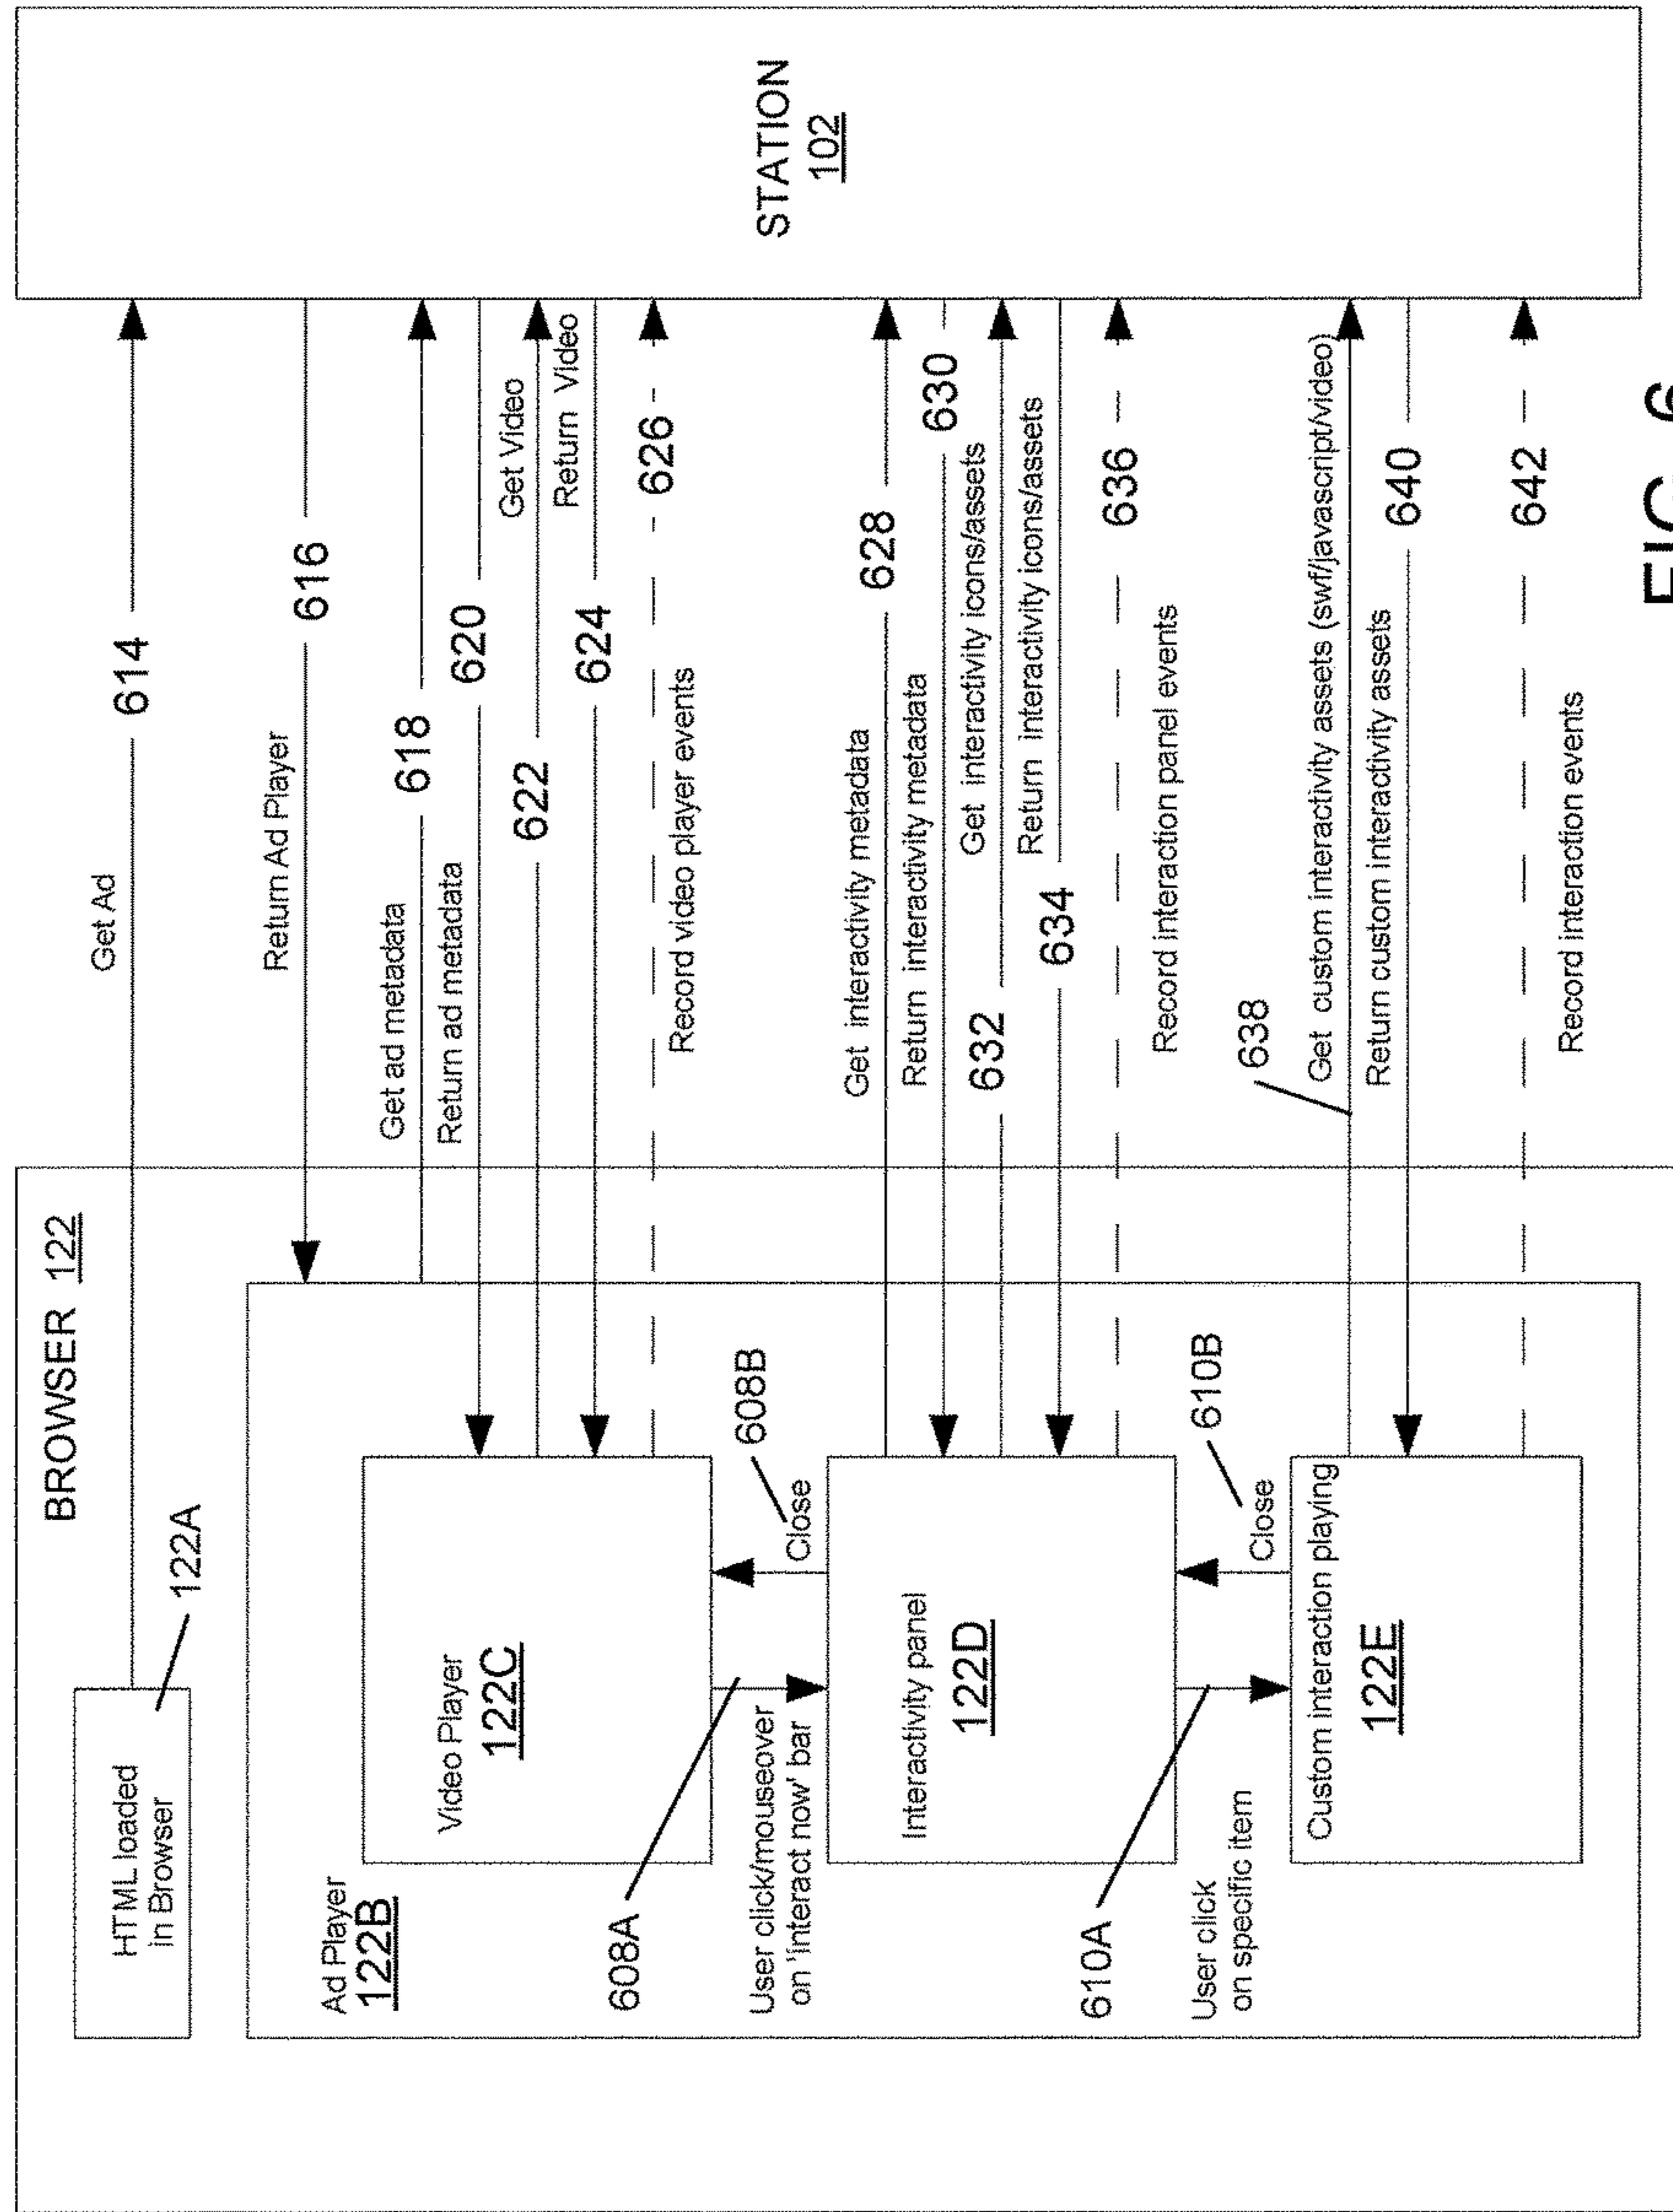 BROWSER 122
HTML loaded
in Browser
122A
Get Ad
614
Return Ad Player
616
Ad Player
122B
Get ad metadata
618
Return ad metadata
620
Video Player
122C
Get Video
622
Return Video
624
626
Record video player events
608A
User click/mouseover
on 'interact now' bar
608B
Close
Interactivity panel
122D
Get interactivity metadata
628
Return interactivity metadata
630
Get interactivity icons/assets
632
Return interactivity icons/assets
634
636
Record interaction panel events
610A
User click
on specific item
610B
Close
638
Custom interaction playing
122E
Get custom interactivity assets (swf/javascript/video)
Return custom interactivity assets
640
642
Record interaction events
STATION
102
FIG. 6